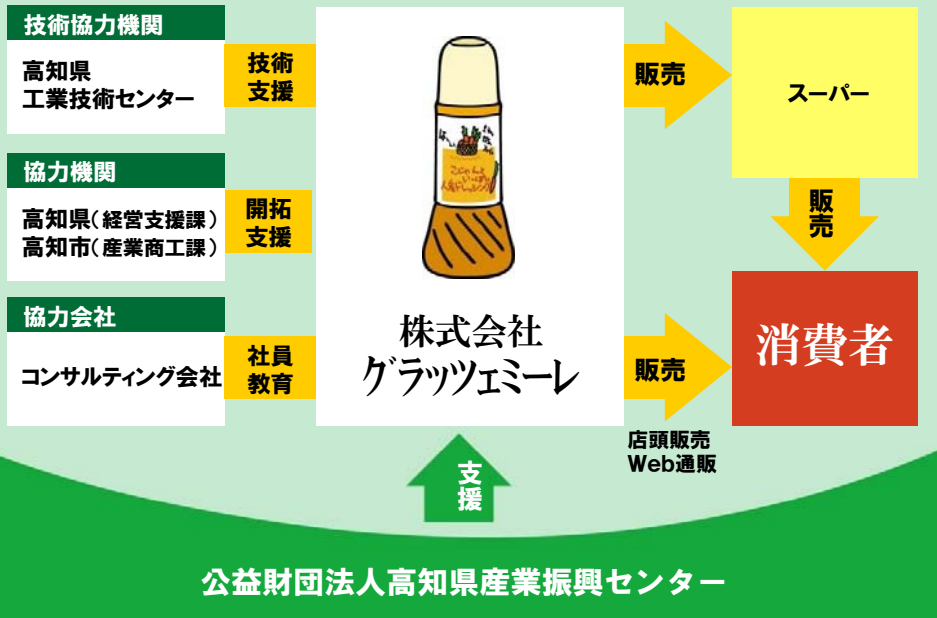 技術協力機関
高知県
工業技術センター
技術
支援
協力機関
高知県（経営支援課）
高知市（産業商工課）
開拓
支援
協力会社
コンサルティング会社
社員
教育
株式会社
グラッツェミーレ
販売
スーパー
販売
消費者
販売
店頭販売
Web通販
支援
公益財団法人高知県産業振興センター